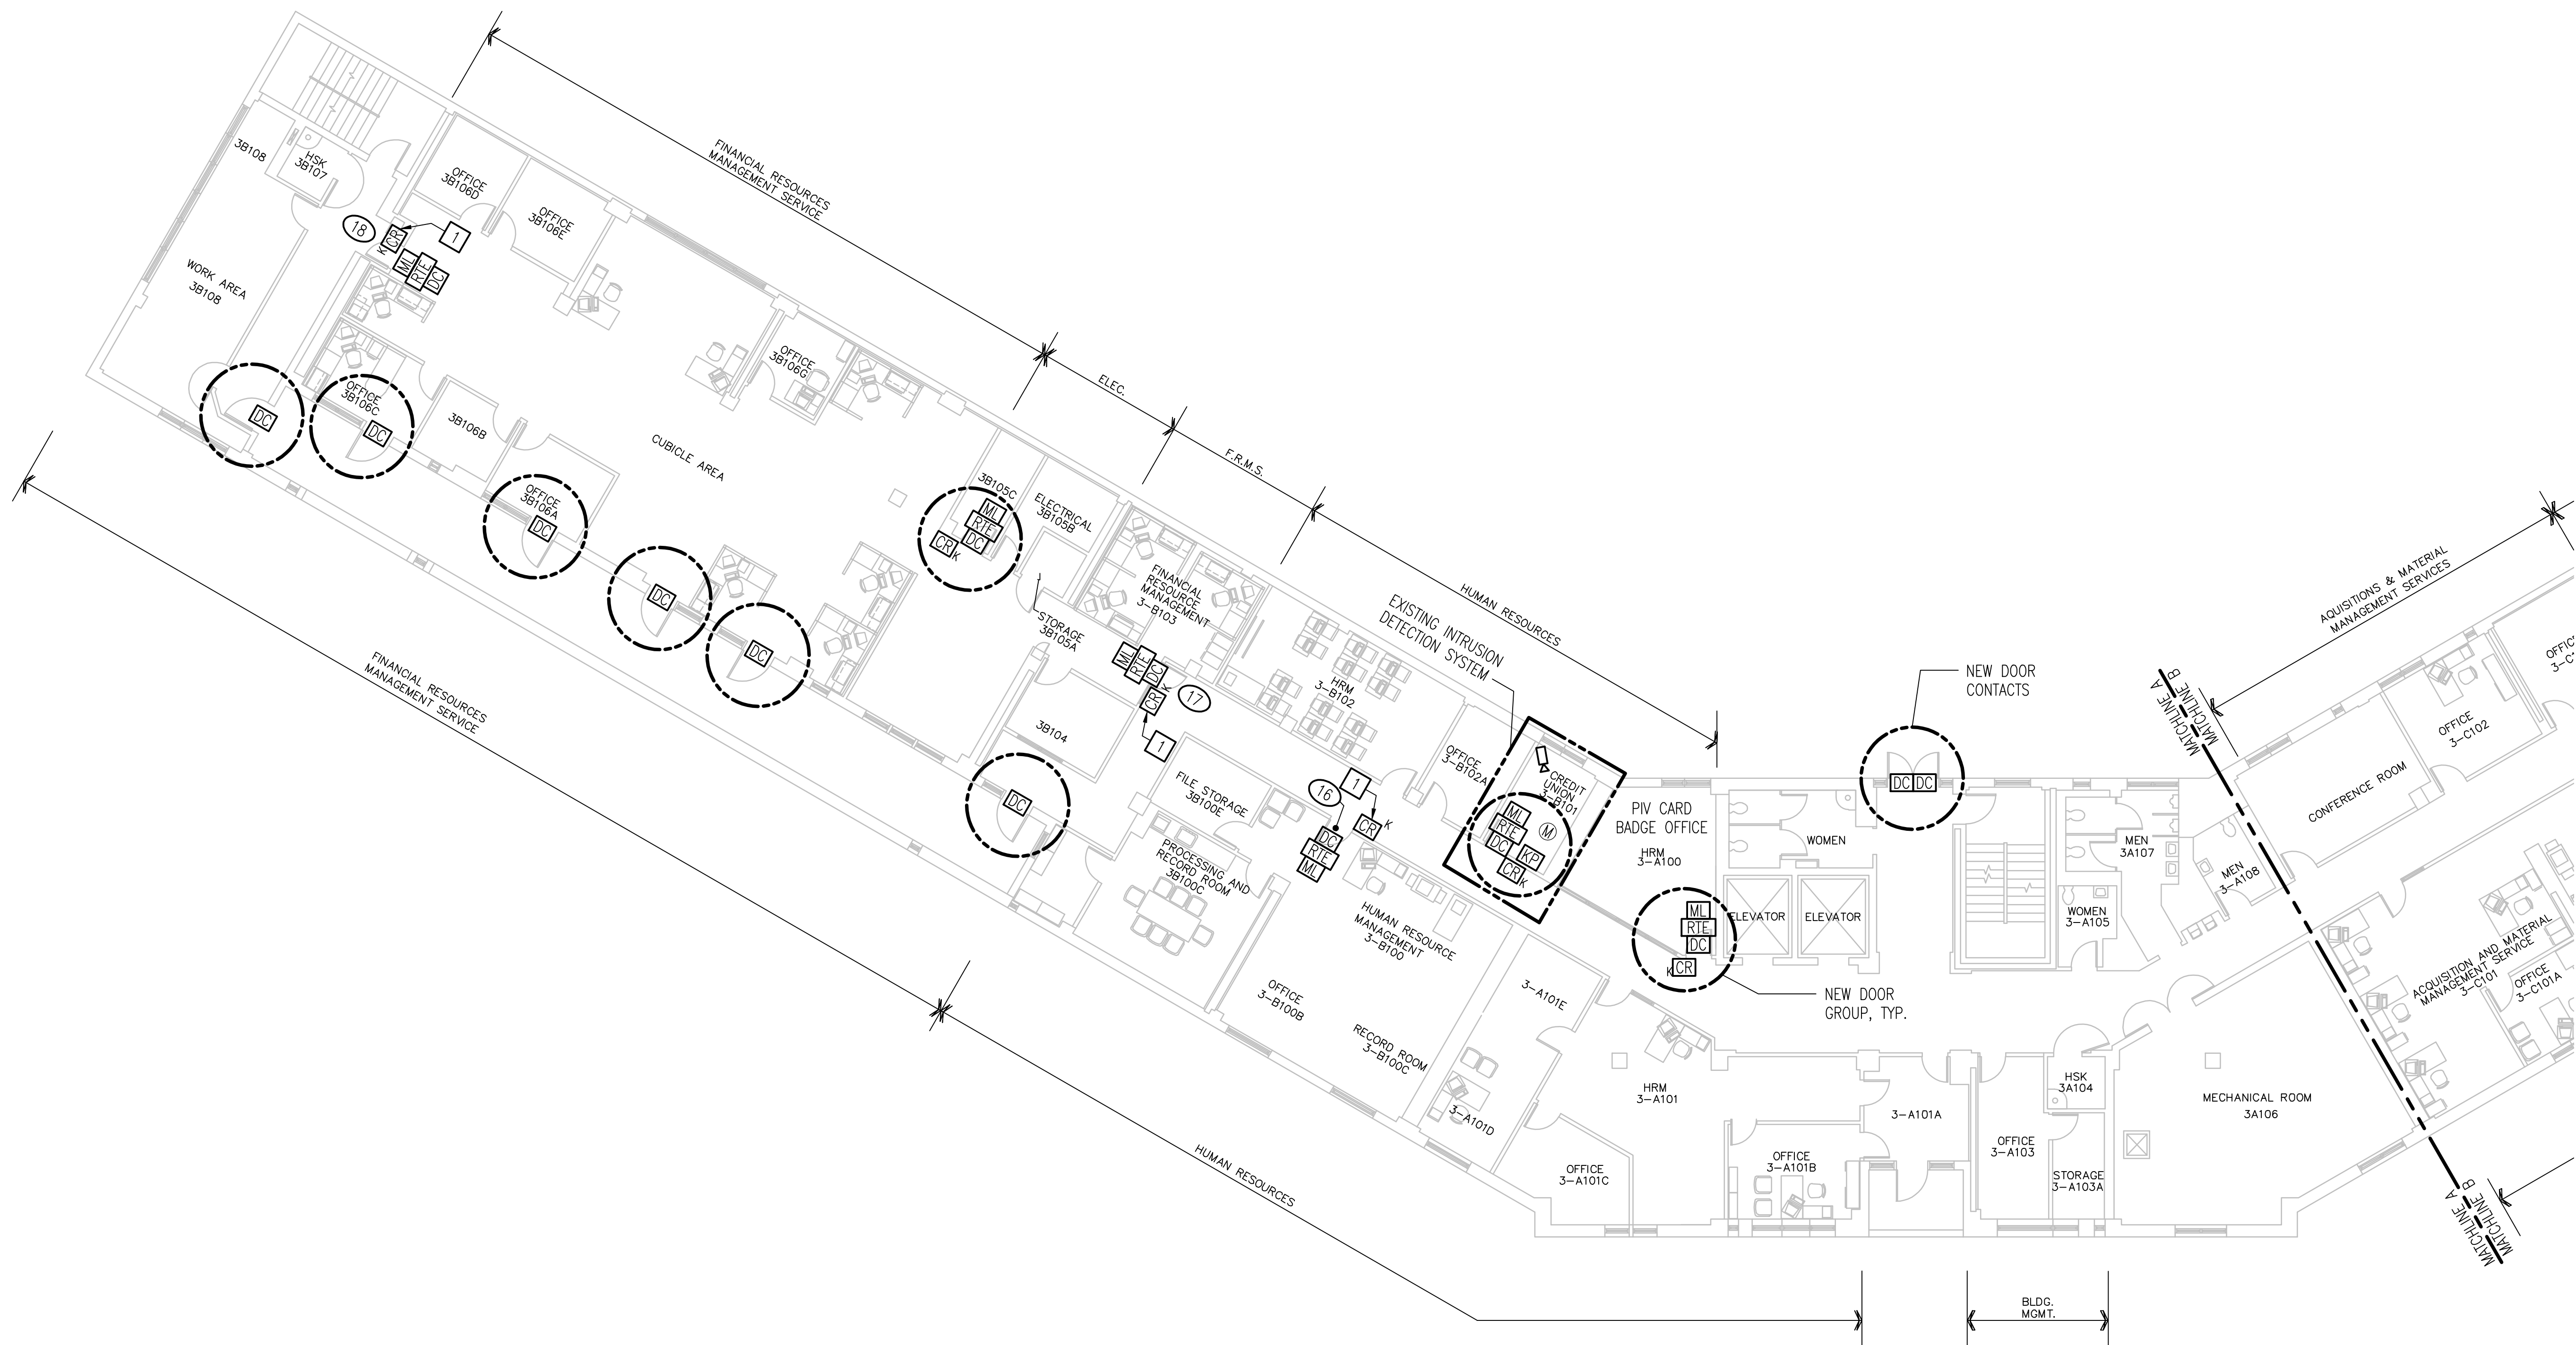 FINANCIAL RESOURCES
MANAGEMENT SERVICE
3B108
HSK
3B107
OFFICE
3B106D
OFFICE
3B106E
18
K
CR
1
ML
RTE
DC
WORK AREA
3B108
DC
OFFICE
3B106C
DC
3B106B
OFFICE
3B106A
DC
CUBICLE AREA
OFFICE
3B106G
DC
DC
ELEC.
F.R.M.S.
3B105C
ML
RTE
DC
CR
K
ELECTRICAL
3B105B
STORAGE
3B105A
FINANCIAL
RESOURCE
MANAGEMENT
3-B103
ML
RTE
DC
CR
K
17
1
3B104
DC
FILE STORAGE
3B100E
PROCESSING AND
RECORD ROOM
3B100C
FINANCIAL RESOURCES
MANAGEMENT SERVICE
HRM
3-B102
HUMAN RESOURCES
EXISTING INTRUSION
DETECTION SYSTEM
OFFICE
3-B102A
CREDIT
UNION
3-B101
ML
RTE
DC
M
KP
CR
K
16
1
CR
K
DC
RTE
ML
HUMAN RESOURCE
MANAGEMENT
3-B100
OFFICE
3-B100B
RECORD ROOM
3-B100C
PIV CARD
BADGE OFFICE
HRM
3-A100
ML
RTE
DC
K
CR
NEW DOOR
GROUP, TYP.
WOMEN
ELEVATOR
ELEVATOR
DC
DC
NEW DOOR
CONTACTS
MEN
3A107
MEN
3-A108
WOMEN
3-A105
3-A101E
3-A101D
HRM
3-A101
OFFICE
3-A101C
OFFICE
3-A101B
3-A101A
OFFICE
3-A103
HSK
3A104
STORAGE
3-A103A
MECHANICAL ROOM
3A106
HUMAN RESOURCES
BLDG.
MGMT.
MATCHLINE A
MATCHLINE B
AQUISITIONS & MATERIAL
MANAGEMENT SERVICES
CONFERENCE ROOM
OFFICE
3-C102
ACQUISITION AND MATERIAL
MANAGEMENT SERVICE
3-C101
OFFICE
3-C101A
MATCHLINE A
MATCHLINE B